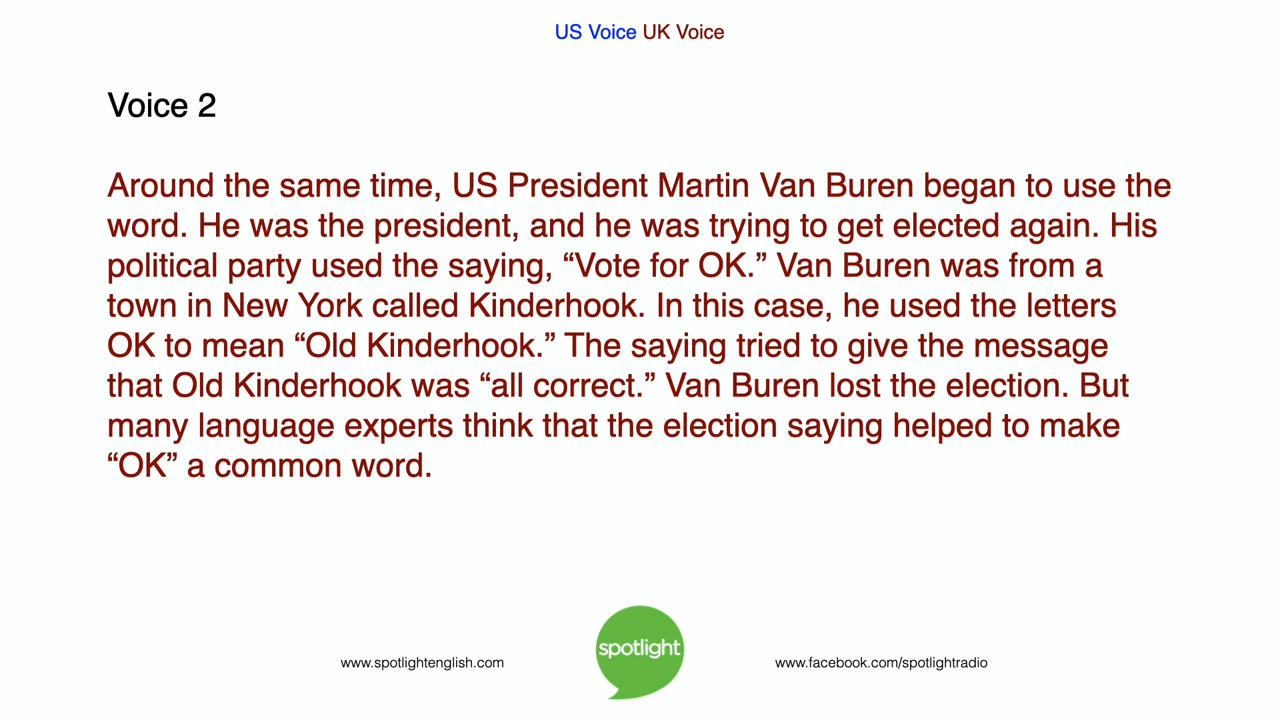 US Voice UK Voice
Voice 2
Around the same time, US President Martin Van Buren began to use the
word. He was the president, and he was trying to get elected again. His
political party used the saying, “Vote for OK.” Van Buren was from a
town in New York called Kinderhook. In this case, he used the letters
OK to mean “Old Kinderhook.” The saying tried to give the message
that Old Kinderhook was “all correct.” Van Buren lost the election. But
many language experts think that the election saying helped to make
“OK” a common word.
spotlight
www.spotlightenglish.com
www.facebook.com/spotlightradio